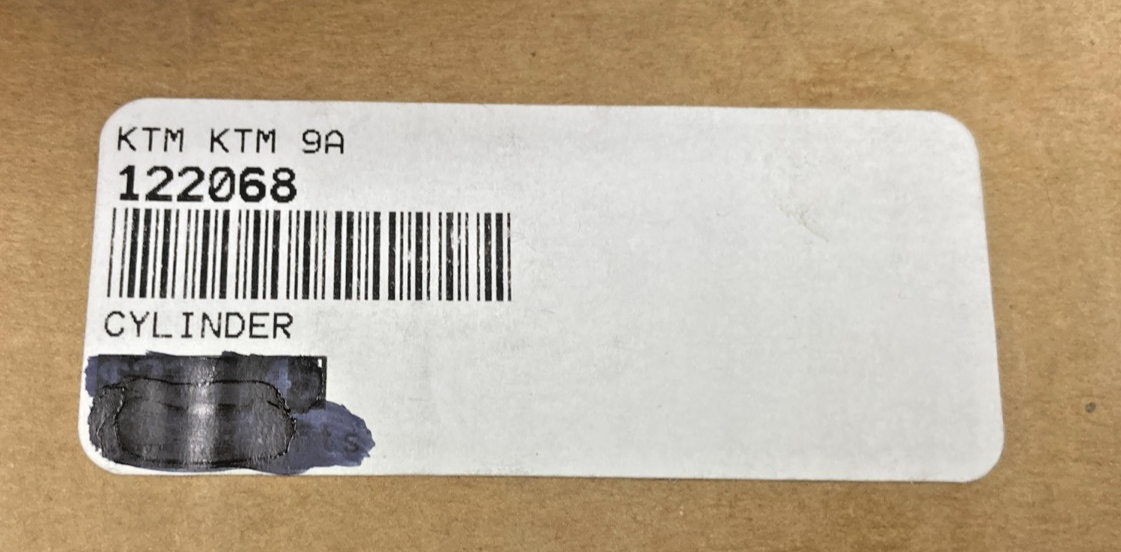 KTM KTM 9A
122068
CYLINDER